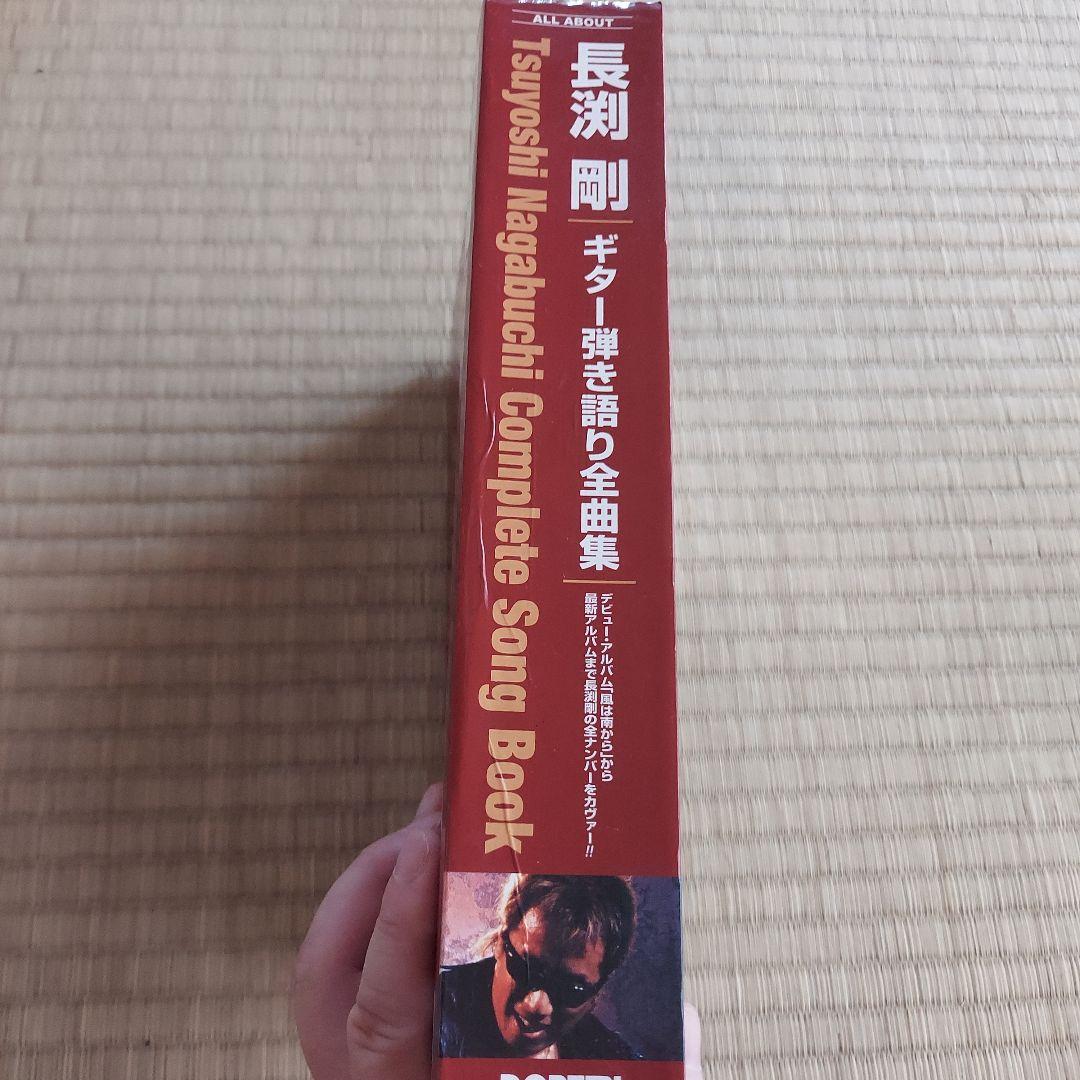 ALL ABOUT
長渕 剛
ギター弾き語り全曲集
デビュー・アルバム「風は南から」から
最新アルバムまで長渕剛の全ナンバーをカヴァー!!
Tsuyoshi Nagabuchi Complete Song Book